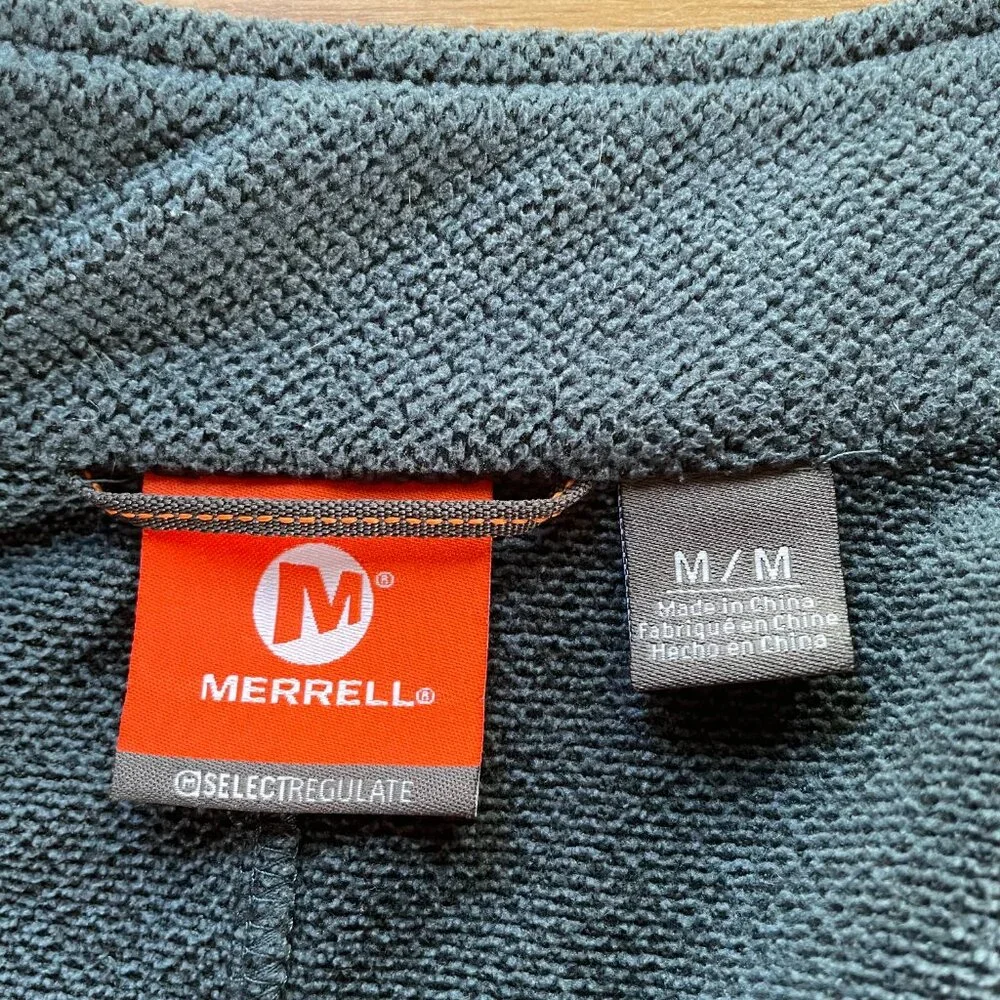 M®
MERRELL®
M SELECTREGULATE
M / M
Made in China
Fabriqué en Chine
Hecho en China